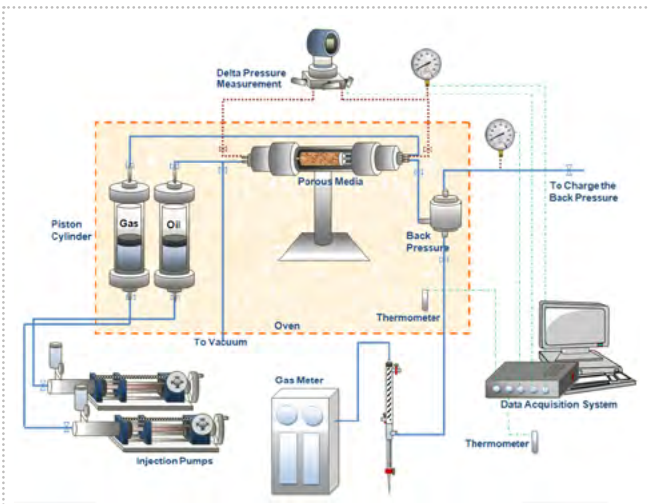 Delta Pressure
Measurement
Porous Media
To Charge the
Back Pressure
Gas
Oil
Piston
Cylinder
Back
Pressure
Thermometer
Oven
To Vacuum
Gas Meter
Data Acquisition System
Thermometer
Injection Pumps